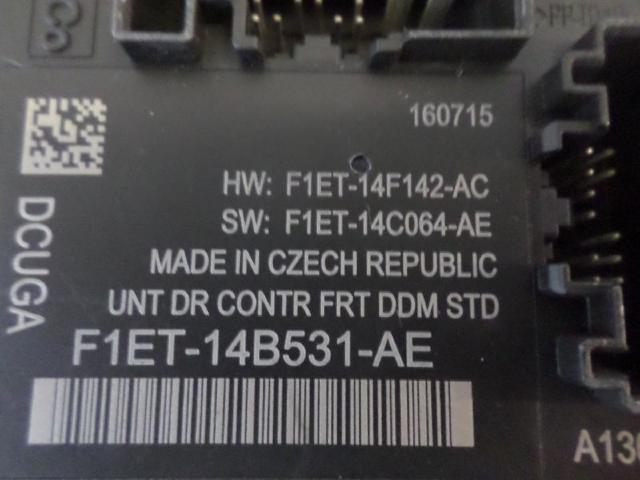 160715
HW: F1ET-14F142-AC
SW: F1ET-14C064-AE
MADE IN CZECH REPUBLIC
UNT DR CONTR FRT DDM STD
F1ET-14B531-AE
DCUGA